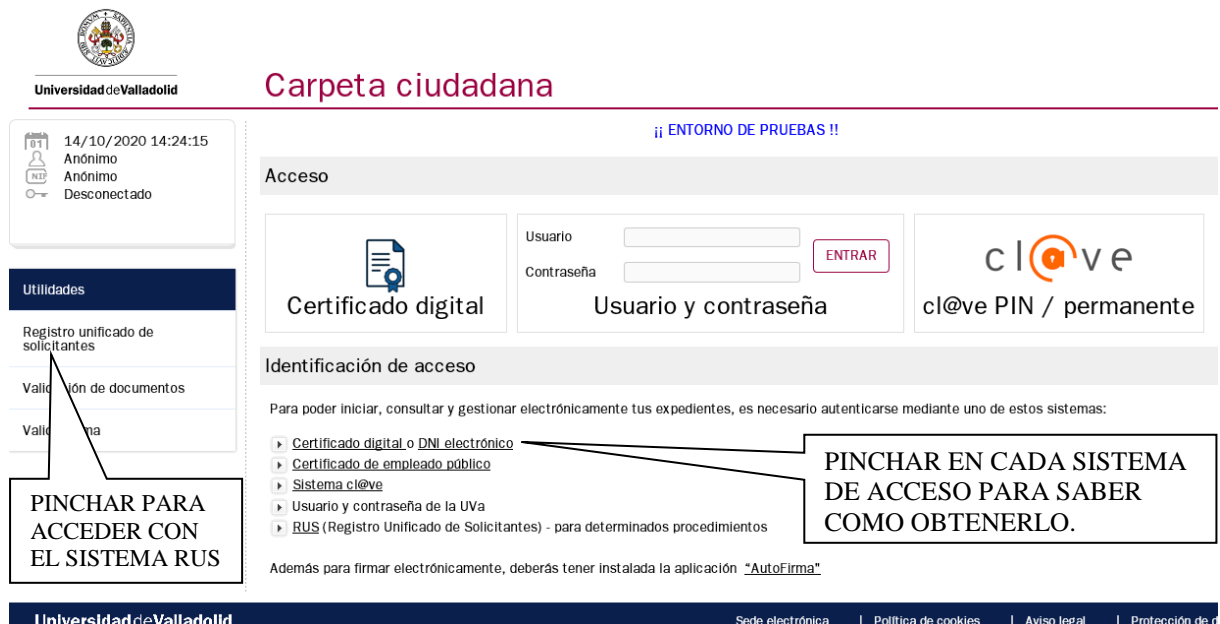 Universidad de Valladolid
Carpeta ciudadana
14/10/2020 14:24:15
Anónimo
Anónimo
Desconectado
¡¡ ENTORNO DE PRUEBAS !!
Acceso
Certificado digital
Usuario
Contraseña
ENTRAR
Usuario y contraseña
cl@ve
cl@ve PIN / permanente
Utilidades
Registro unificado de
solicitantes
Validación de documentos
PINCHAR PARA
ACCEDER CON
EL SISTEMA RUS
Identificación de acceso
Para poder iniciar, consultar y gestionar electrónicamente tus expedientes, es necesario autenticarse mediante uno de estos sistemas:
Certificado digital o DNI electrónico
Certificado de empleado público
Sistema cl@ve
Usuario y contraseña de la UVa
RUS (Registro Unificado de Solicitantes) - para determinados procedimientos
PINCHAR EN CADA SISTEMA
DE ACCESO PARA SABER
COMO OBTENERLO.
Además para firmar electrónicamente, deberás tener instalada la aplicación "AutoFirma"
Universidad de Valladolid
Sede electrónica | Política de cookies | Aviso legal | Protección de d